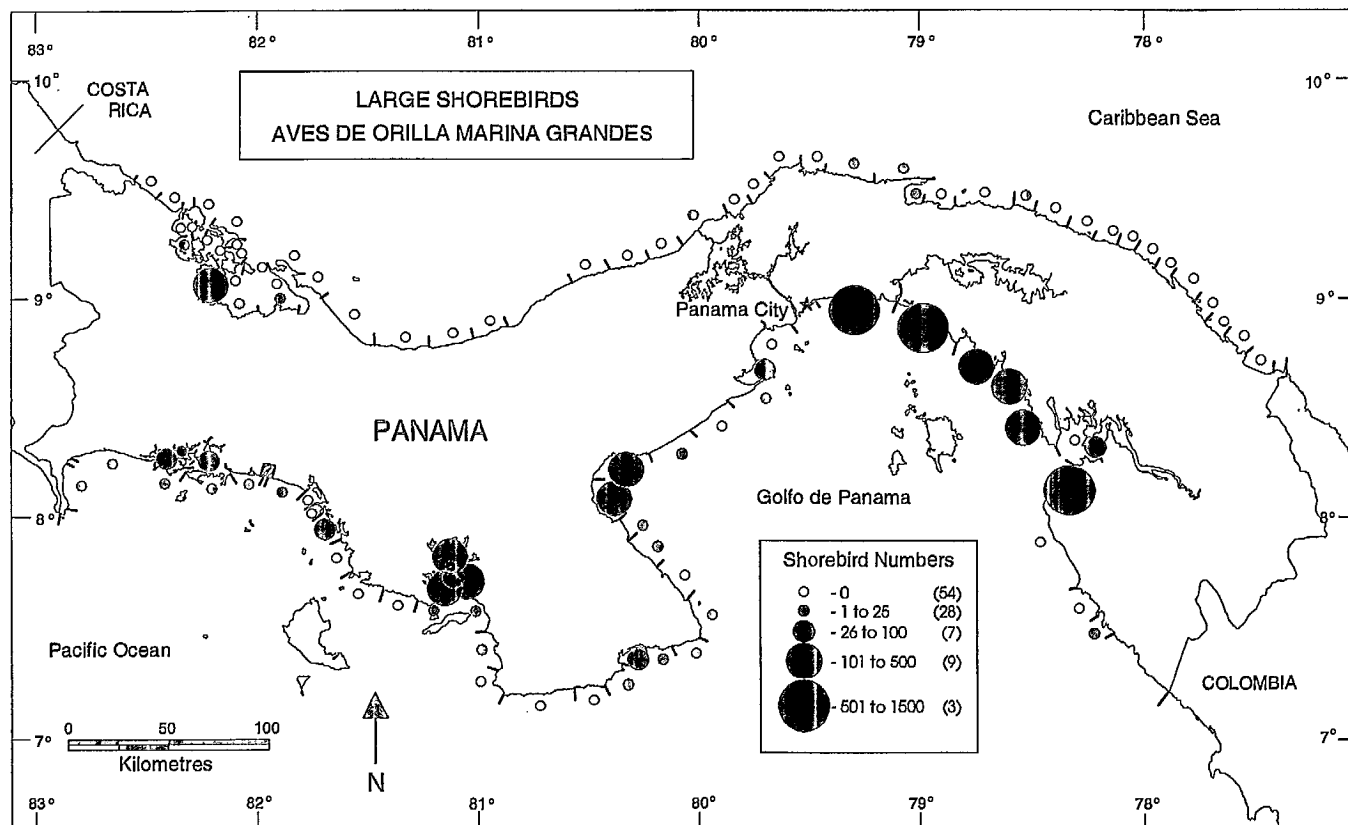 83° 82° 81° 80° 79° 78°
10° 10°
COSTA
RICA
LARGE SHOREBIRDS
AVES DE ORILLA MARINA GRANDES
Caribbean Sea
9° 9°
Panama City
PANAMA
Golfo de Panama
8° 8°
Shorebird Numbers
- 0 (54)
- 1 to 25 (28)
- 26 to 100 (7)
- 101 to 500 (9)
- 501 to 1500 (3)
Pacific Ocean
COLOMBIA
0 50 100
Kilometres
N
7° 7°
83° 82° 81° 80° 79° 78°